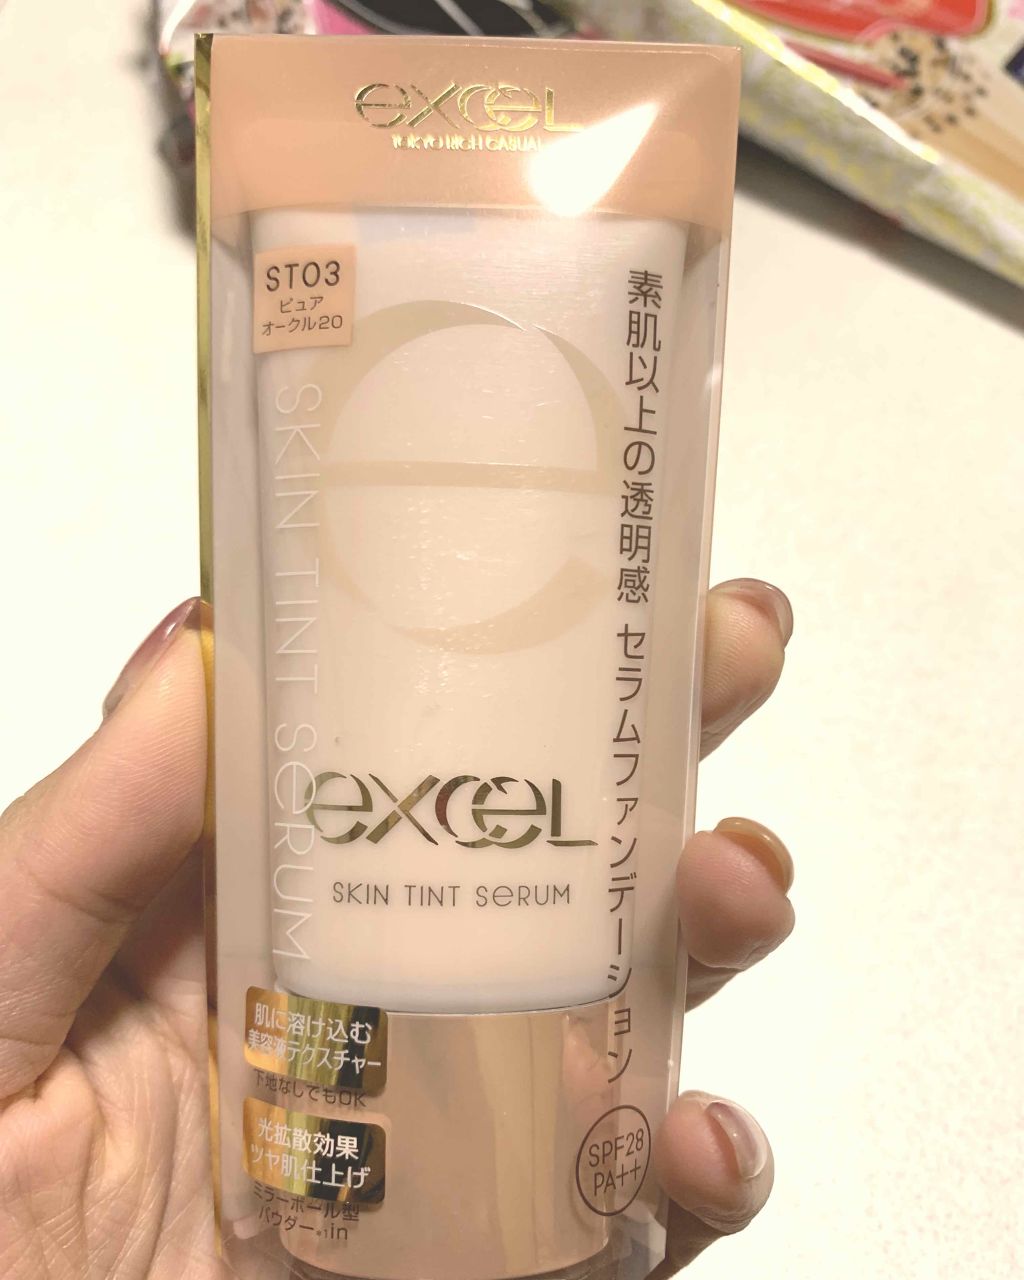 excel
TOKYO RICH CASUAL
ST03
ピュア
オークル20
素肌以上の透明感 セラムファンデーション
SKIN TINT SeRUM
excel
SKIN TINT SeRUM
肌に溶け込む
美容液テクスチャー
下地なしでもOK
光拡散効果
ツヤ肌仕上げ
ミラーボール型
パウダー※1in
SPF28
PA++